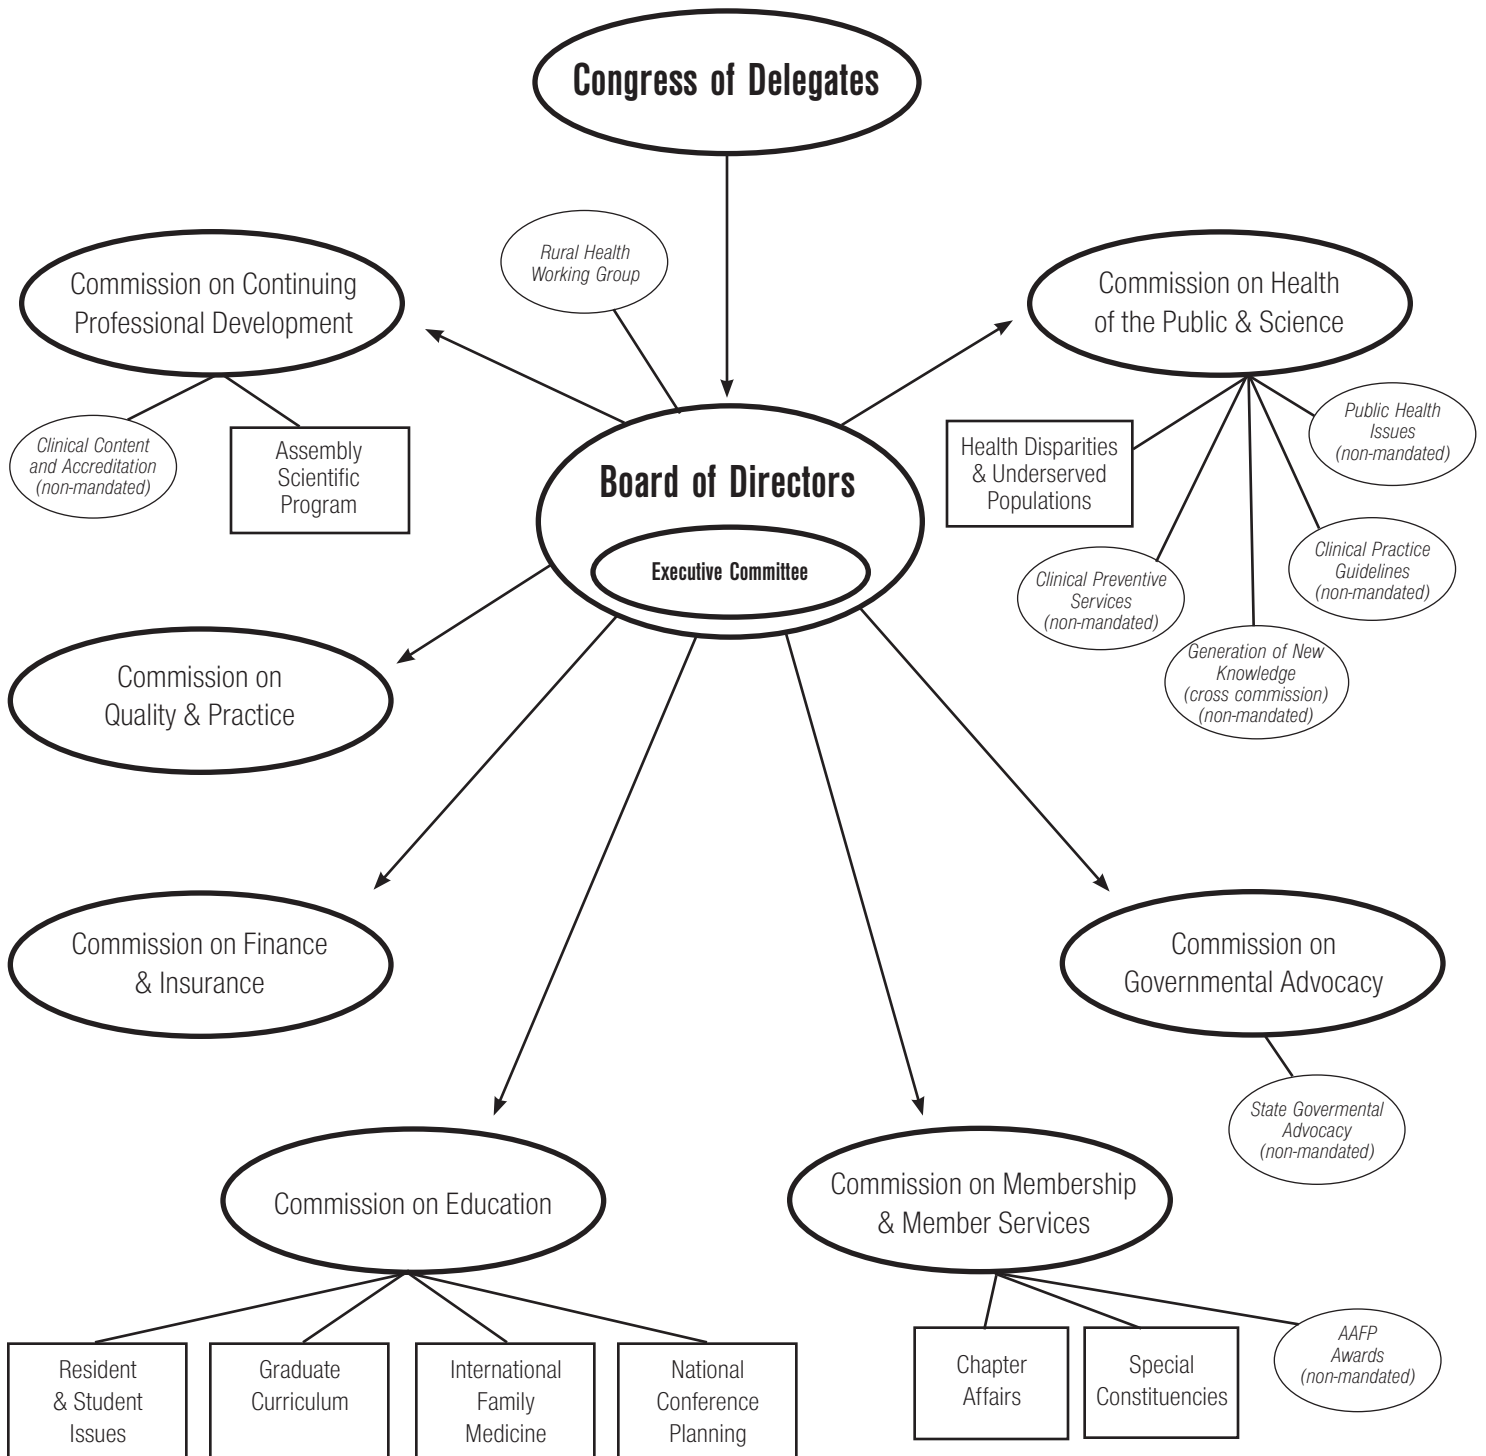 Congress of Delegates
Rural Health
Working Group
Commission on Continuing
Professional Development
Commission on Health
of the Public & Science
Clinical Content
and Accreditation
(non-mandated)
Assembly
Scientific
Program
Board of Directors
Executive Committee
Health Disparities
& Underserved
Populations
Public Health
Issues
(non-mandated)
Clinical Preventive
Services
(non-mandated)
Clinical Practice
Guidelines
(non-mandated)
Generation of New
Knowledge
(cross commission)
(non-mandated)
Commission on
Quality & Practice
Commission on Finance
& Insurance
Commission on
Governmental Advocacy
State Govermental
Advocacy
(non-mandated)
Commission on Education
Commission on Membership
& Member Services
Resident
& Student
Issues
Graduate
Curriculum
International
Family
Medicine
National
Conference
Planning
Chapter
Affairs
Special
Constituencies
AAFP
Awards
(non-mandated)